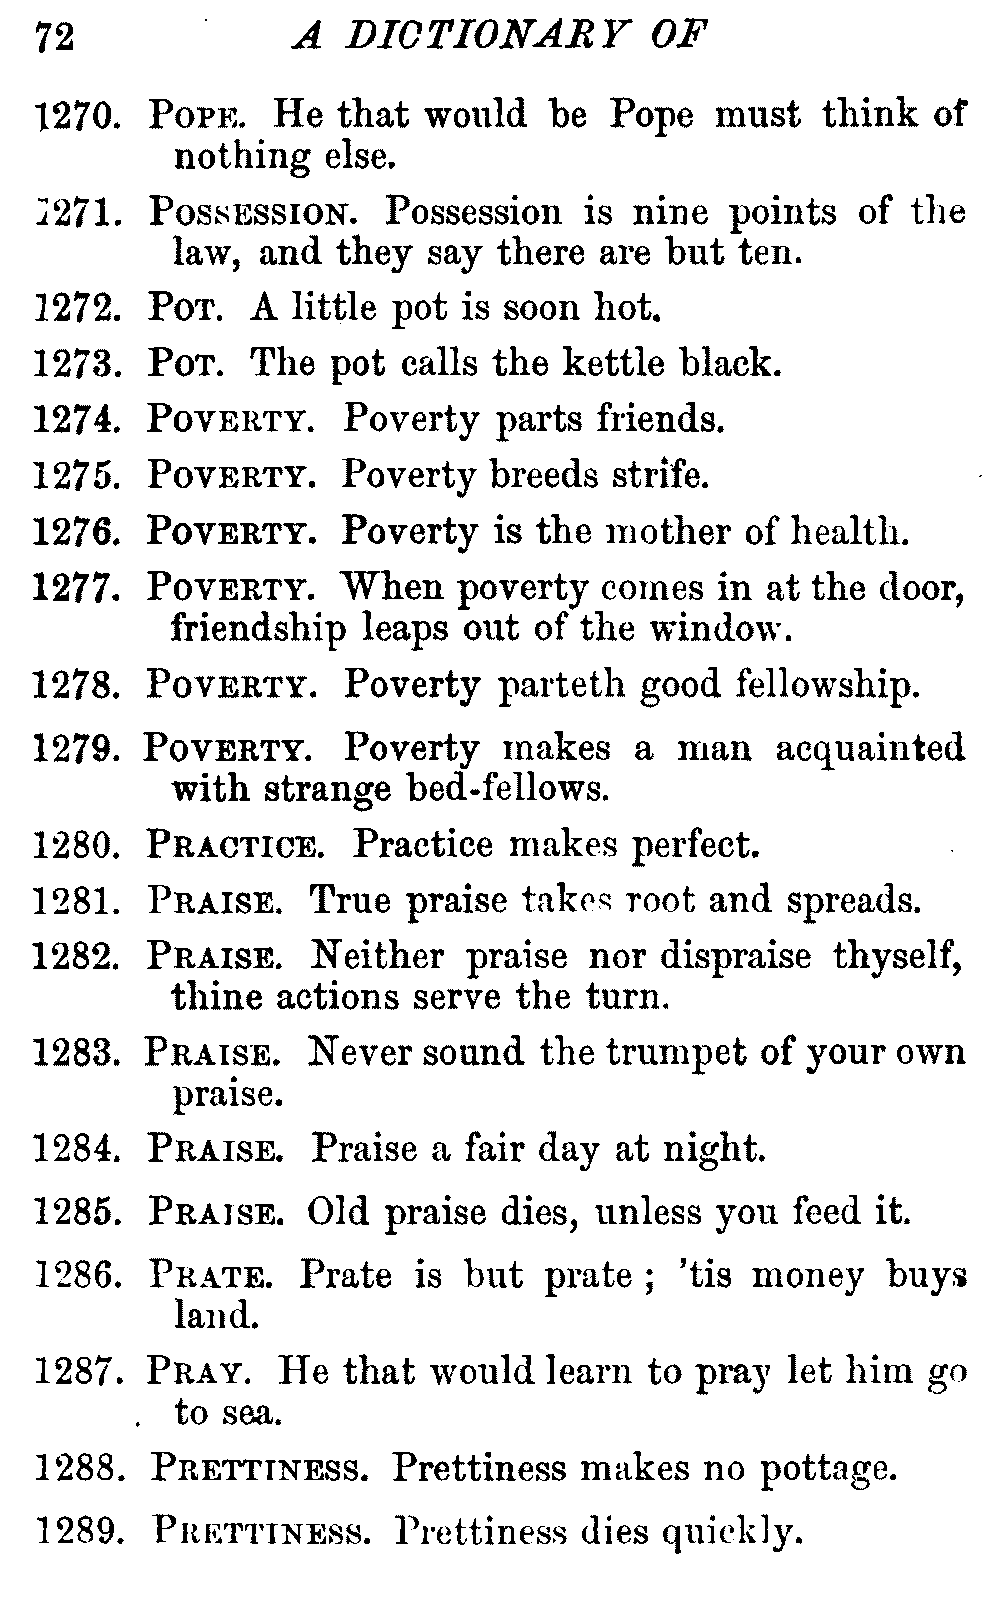 72 A DICTIONARY OF
1270. POPE. He that would be Pope must think of
nothing else.
1271. POSSESSION. Possession is nine points of the
law, and they say there are but ten.
1272. POT. A little pot is soon hot.
1273. POT. The pot calls the kettle black.
1274. POVERTY. Poverty parts friends.
1275. POVERTY. Poverty breeds strife.
1276. POVERTY. Poverty is the mother of health.
1277. POVERTY. When poverty comes in at the door,
friendship leaps out of the window.
1278. POVERTY. Poverty parteth good fellowship.
1279. POVERTY. Poverty makes a man acquainted
with strange bed-fellows.
1280. PRACTICE. Practice makes perfect.
1281. PRAISE. True praise takes root and spreads.
1282. PRAISE. Neither praise nor dispraise thyself,
thine actions serve the turn.
1283. PRAISE. Never sound the trumpet of your own
praise.
1284. PRAISE. Praise a fair day at night.
1285. PRAISE. Old praise dies, unless you feed it.
1286. PRATE. Prate is but prate ; 'tis money buys
land.
1287. PRAY. He that would learn to pray let him go
to sea.
1288. PRETTINESS. Prettiness makes no pottage.
1289. PRETTINESS. Prettiness dies quickly.